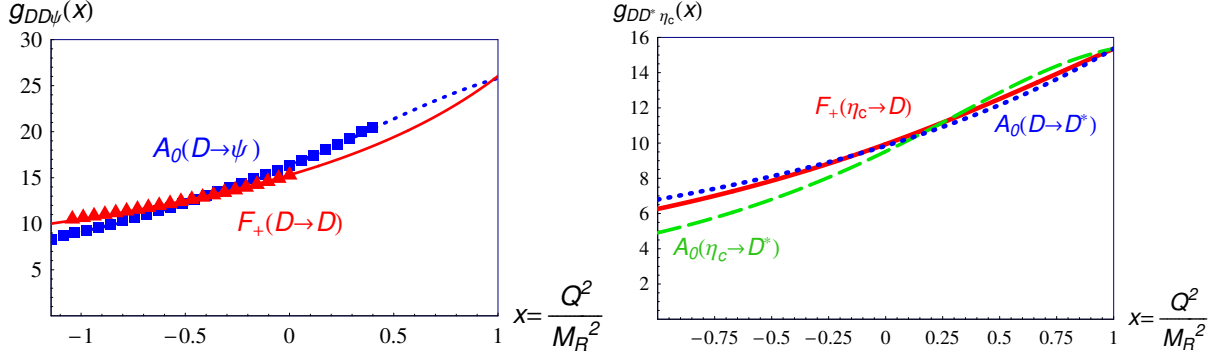 g_{DDψ}(x)
30
25
20
15
10
5
-1 -0.5 0 0.5 1
A_0(D→ψ)
F_+(D→D)
x= Q^2 / M_R^2
g_{DD* η_c}(x)
16
14
12
10
8
6
4
2
-0.75 -0.5 -0.25 0 0.25 0.5 0.75 1
F_+(η_c→D)
A_0(D→D*)
A_0(η_c→D*)
x= Q^2 / M_R^2